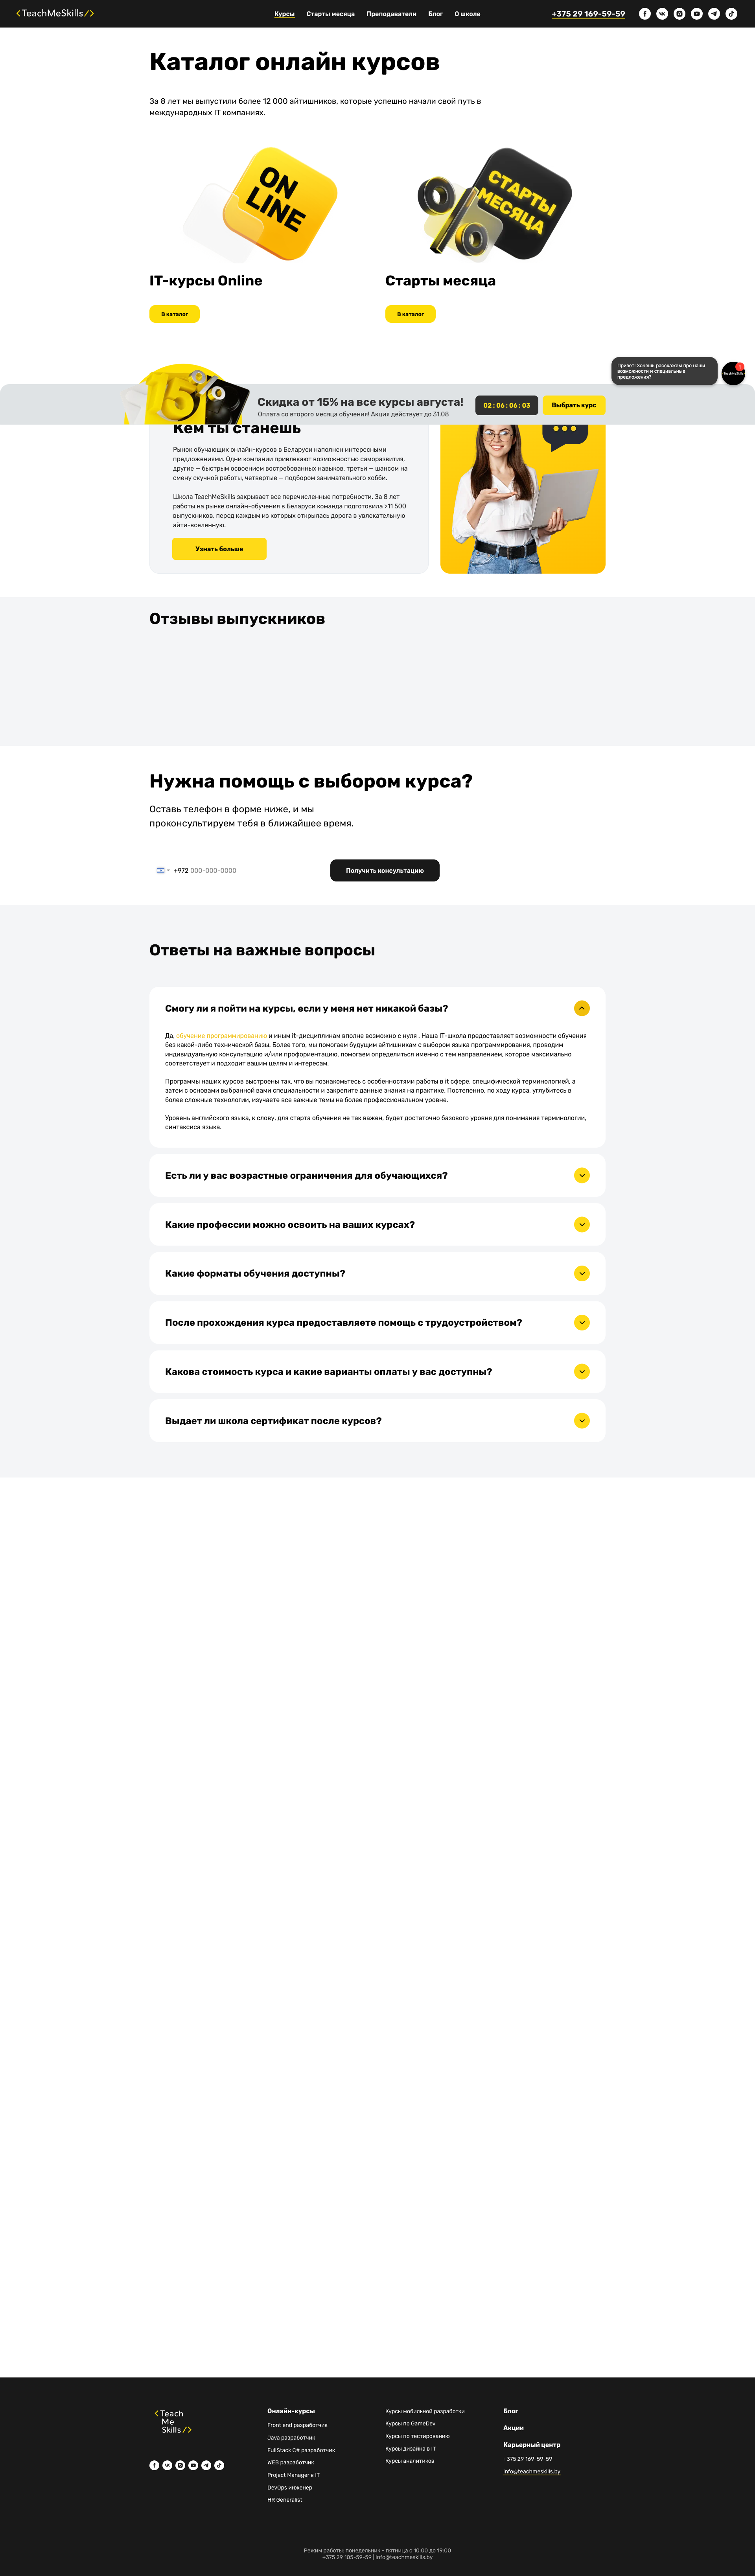 <TeachMeSkills/>
Курсы
Старты месяца
Преподаватели
Блог
О школе
+375 29 169-59-59
Каталог онлайн курсов
За 8 лет мы выпустили более 12 000 айтишников, которые успешно начали свой путь в
международных IT компаниях.
ON
LINE
СТАРТЫ
МЕСЯЦА
IT-курсы Online
Старты месяца
В каталог
В каталог
Привет! Хочешь расскажем про наши
возможности и специальные
предложения?
TeachMeSkills
1
15%
Скидка от 15% на все курсы августа!
Оплата со второго месяца обучения! Акция действует до 31.08
02 : 06 : 06 : 03
Выбрать курс
Кем ты станешь
Рынок обучающих онлайн-курсов в Беларуси наполнен интересными
предложениями. Одни компании привлекают возможностью саморазвития,
другие — быстрым освоением востребованных навыков, третьи — шансом на
смену скучной работы, четвертые — подбором занимательного хобби.
Школа TeachMeSkills закрывает все перечисленные потребности. За 8 лет
работы на рынке онлайн-обучения в Беларуси команда подготовила >11 500
выпускников, перед каждым из которых открылась дорога в увлекательную
айти-вселенную.
Узнать больше
Отзывы выпускников
Нужна помощь с выбором курса?
Оставь телефон в форме ниже, и мы
проконсультируем тебя в ближайшее время.
+972 000-000-0000
Получить консультацию
Ответы на важные вопросы
Смогу ли я пойти на курсы, если у меня нет никакой базы?
Да, обучение программированию и иным it-дисциплинам вполне возможно с нуля . Наша IT-школа предоставляет возможности обучения
без какой-либо технической базы. Более того, мы помогаем будущим айтишникам с выбором языка программирования, проводим
индивидуальную консультацию и/или профориентацию, помогаем определиться именно с тем направлением, которое максимально
соответствует и подходит вашим целям и интересам.
Программы наших курсов выстроены так, что вы познакомьтесь с особенностями работы в it сфере, специфической терминологией, а
затем с основами выбранной вами специальности и закрепите данные знания на практике. Постепенно, по ходу курса, углубитесь в
более сложные технологии, изучаете все важные темы на более профессиональном уровне.
Уровень английского языка, к слову, для старта обучения не так важен, будет достаточно базового уровня для понимания терминологии,
синтаксиса языка.
Есть ли у вас возрастные ограничения для обучающихся?
Какие профессии можно освоить на ваших курсах?
Какие форматы обучения доступны?
После прохождения курса предоставляете помощь с трудоустройством?
Какова стоимость курса и какие варианты оплаты у вас доступны?
Выдает ли школа сертификат после курсов?
<Teach
Me
Skills/>
Онлайн-курсы
Front end разработчик
Java разработчик
FullStack C# разработчик
WEB разработчик
Project Manager в IT
DevOps инженер
HR Generalist
Курсы мобильной разработки
Курсы по GameDev
Курсы по тестированию
Курсы дизайна в IT
Курсы аналитиков
Блог
Акции
Карьерный центр
+375 29 169-59-59
info@teachmeskills.by
Режим работы: понедельник - пятница с 10:00 до 19:00
+375 29 105-59-59 | info@teachmeskills.by